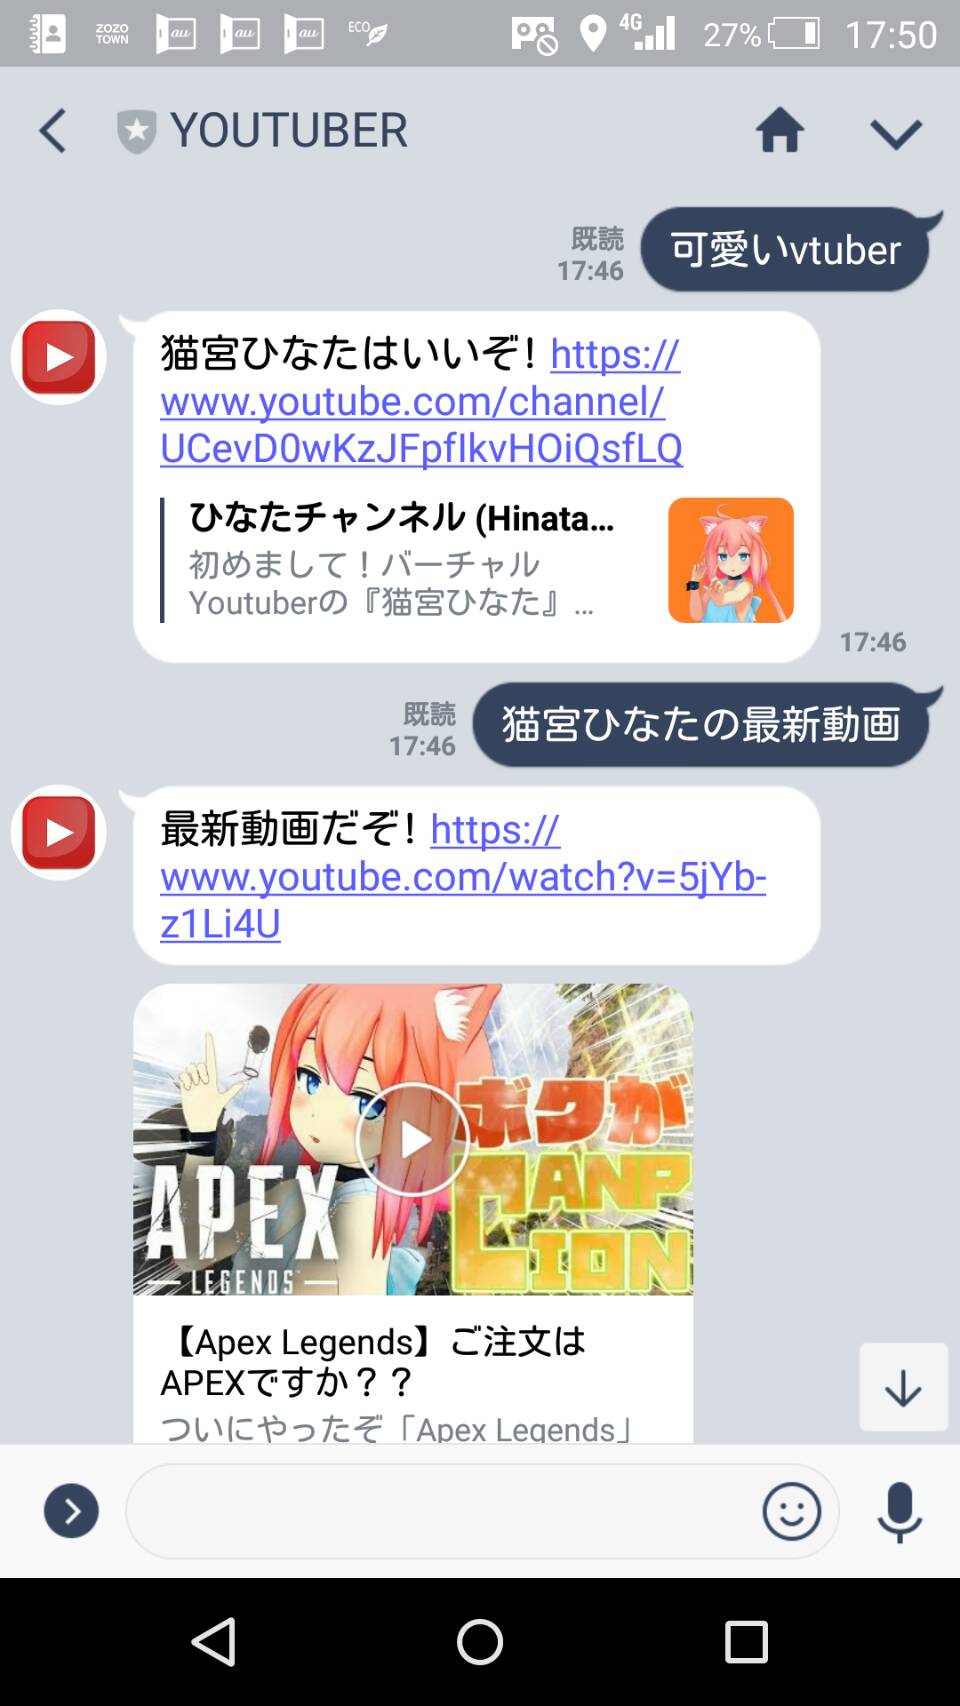 ZOZO
TOWN
au
au
au
ECO
4G
27%
17:50
YOUTUBER
既読
17:46
可愛いvtuber
猫宮ひなたはいいぞ! https://
www.youtube.com/channel/
UCevD0wKzJFpfIkvHOiQsfLQ
ひなたチャンネル (Hinata...
初めまして！バーチャル
Youtuberの『猫宮ひなた』...
17:46
既読
17:46
猫宮ひなたの最新動画
最新動画だぞ! https://
www.youtube.com/watch?v=5jYb-
z1Li4U
ボクが
CANP
ION
APEX
LEGENDS
【Apex Legends】ご注文は
APEXですか？？
ついにやったぞ「Apex Legends」